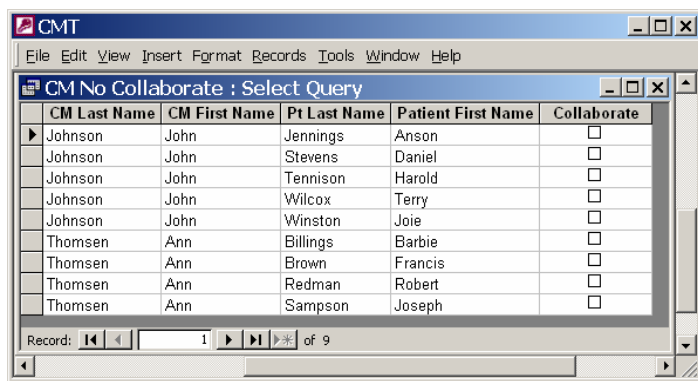 CMT
File Edit View Insert Format Records Tools Window Help
CM No Collaborate : Select Query
CM Last Name CM First Name Pt Last Name Patient First Name Collaborate
Johnson John Jennings Anson
Johnson John Stevens Daniel
Johnson John Tennison Harold
Johnson John Wilcox Terry
Johnson John Winston Joie
Thomsen Ann Billings Barbie
Thomsen Ann Brown Francis
Thomsen Ann Redman Robert
Thomsen Ann Sampson Joseph
Record: 1 of 9